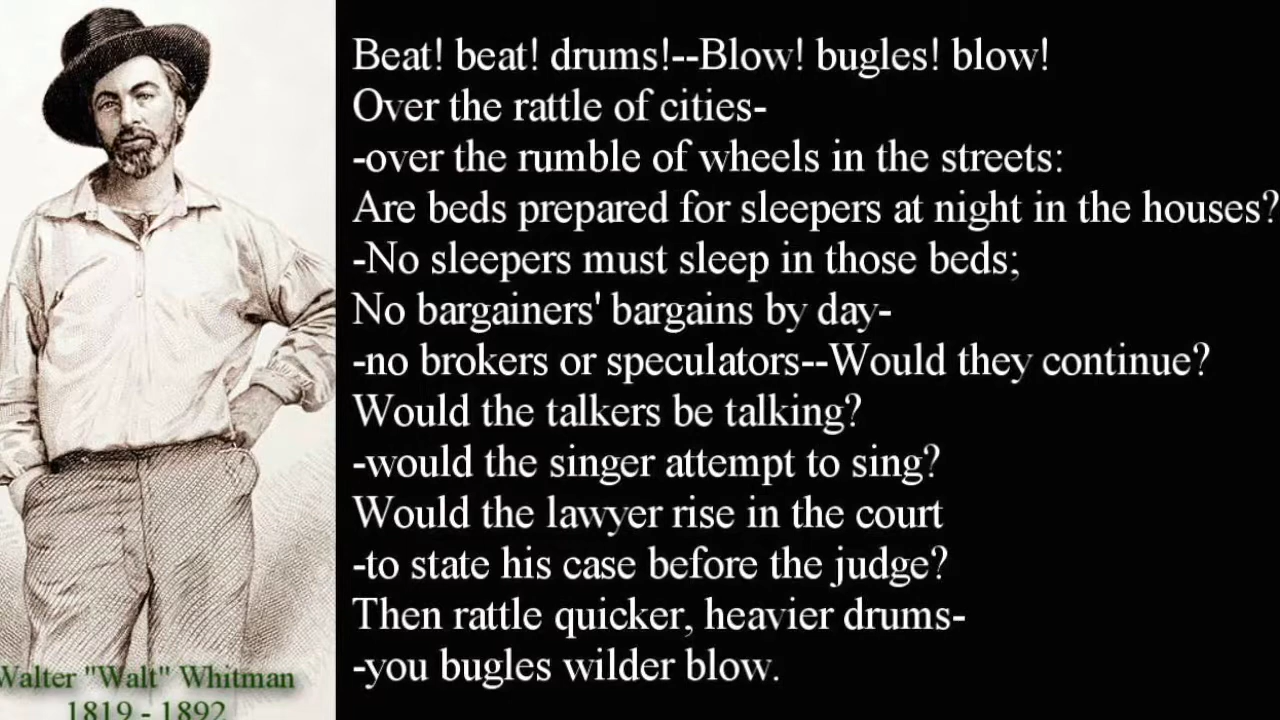 Beat! beat! drums!--Blow! bugles! blow!
Over the rattle of cities-
-over the rumble of wheels in the streets:
Are beds prepared for sleepers at night in the houses?
-No sleepers must sleep in those beds;
No bargainers' bargains by day-
-no brokers or speculators--Would they continue?
Would the talkers be talking?
-would the singer attempt to sing?
Would the lawyer rise in the court
-to state his case before the judge?
Then rattle quicker, heavier drums-
-you bugles wilder blow.
Walter "Walt" Whitman
1819 - 1892